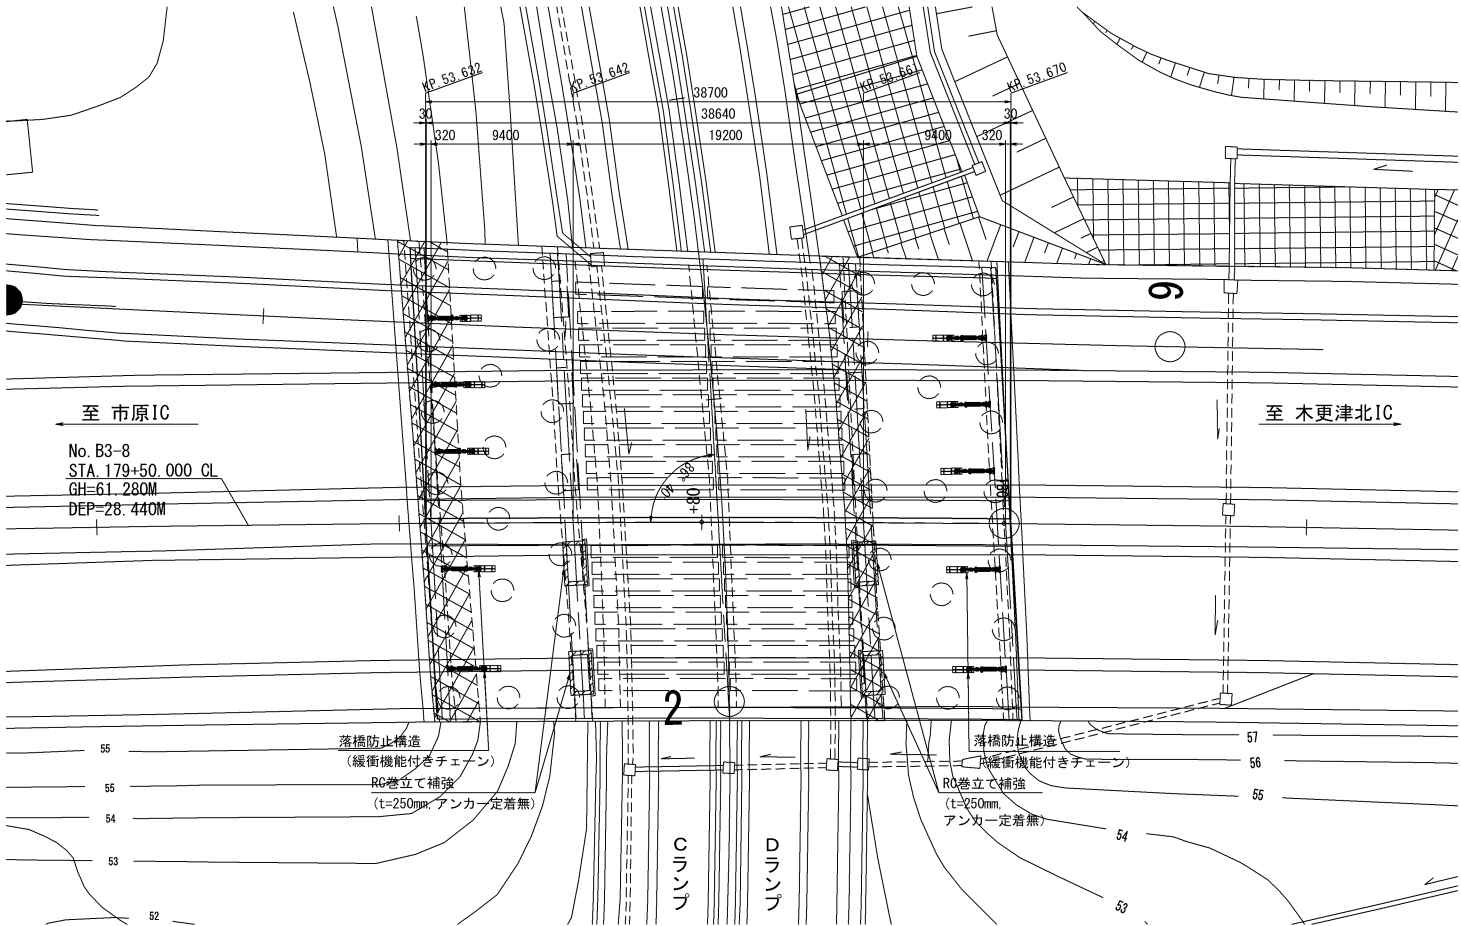 KP.53.632
KP.53.642
KP.53.661
KP.53.670
38700
30
38640
30
320
9400
19200
9400
320
9
至 市原IC
至 木更津北IC
No.B3-8
STA.179+50.000 CL
GH=61.280M
DEP=28.440M
86° 40
+80
2
落橋防止構造
(緩衝機能付きチェーン)
RC巻立て補強
(t=250mm,アンカー定着無)
落橋防止構造
(緩衝機能付きチェーン)
RC巻立て補強
(t=250mm,
アンカー定着無)
55
55
54
53
52
57
56
55
54
53
Cランプ
Dランプ